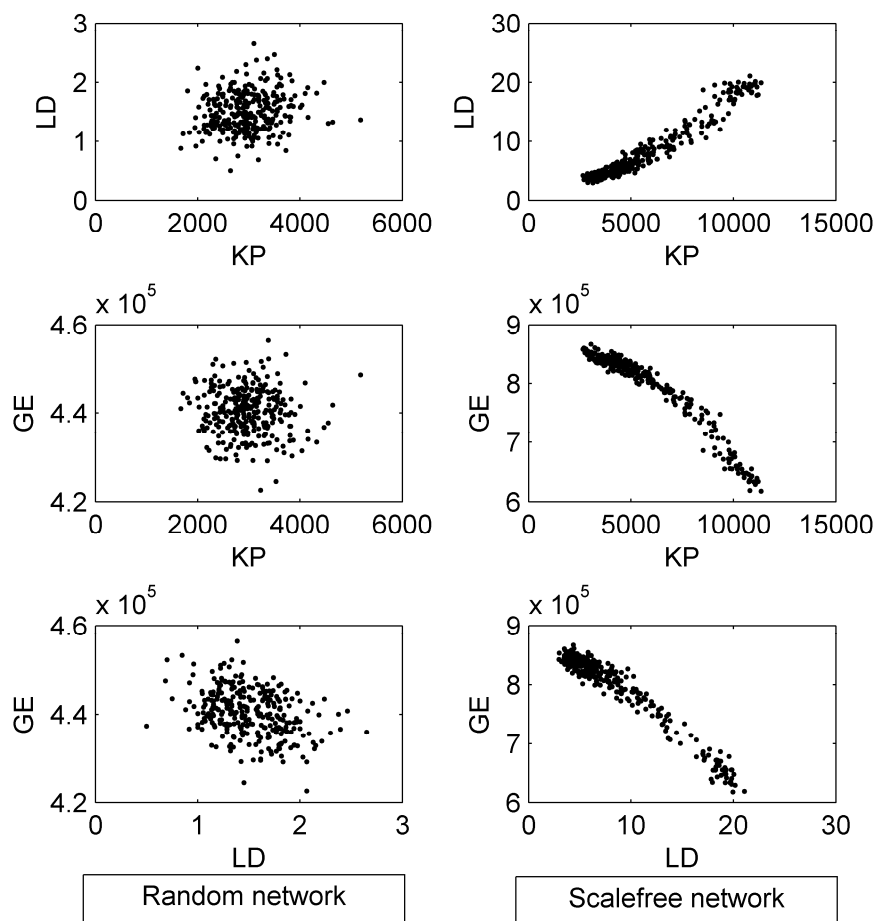 3
2
1
0
LD
0 2000 4000 6000
KP
30
20
10
0
LD
0 5000 10000 15000
KP
x 10^5
4.6
4.4
4.2
GE
0 2000 4000 6000
KP
x 10^5
9
8
7
6
GE
0 5000 10000 15000
KP
x 10^5
4.6
4.4
4.2
GE
0 1 2 3
LD
x 10^5
9
8
7
6
GE
0 10 20 30
LD
Random network
Scalefree network